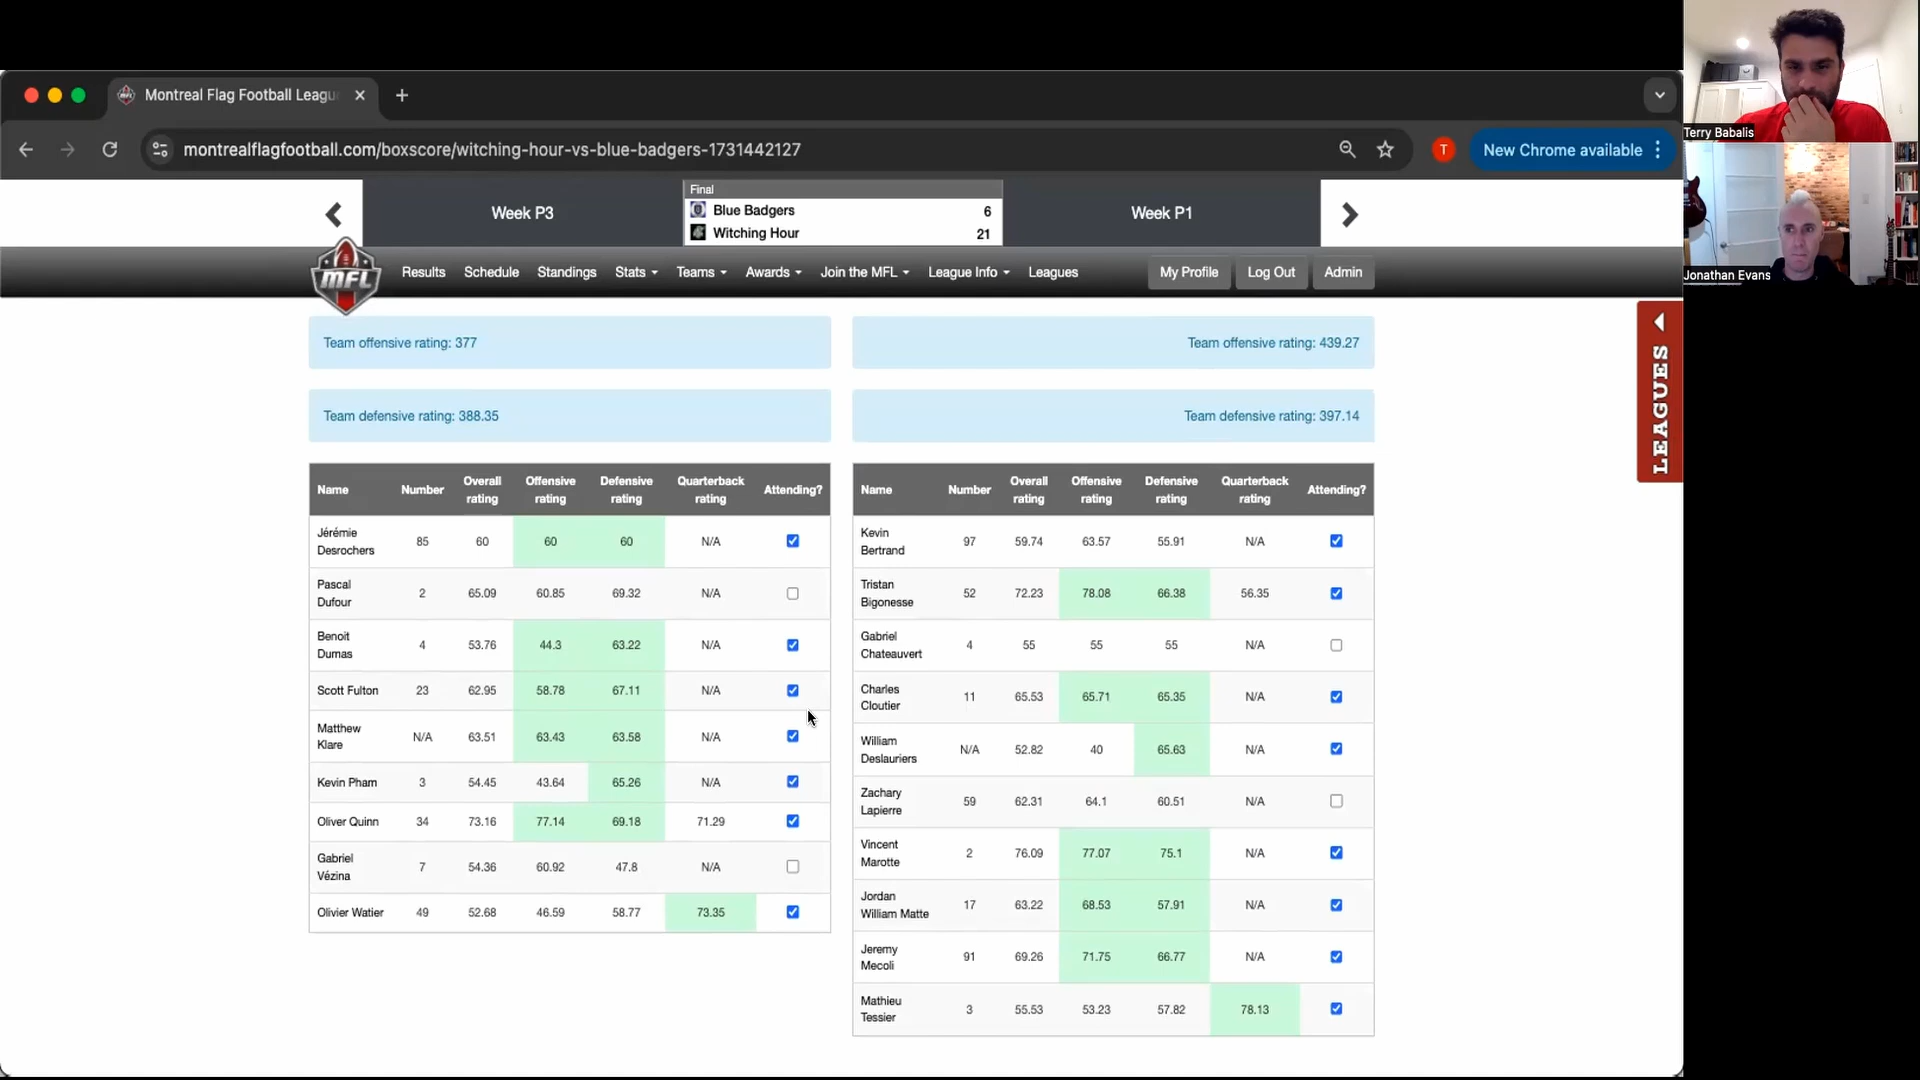 Montreal Flag Football Leagu
montrealflagfootball.com/boxscore/witching-hour-vs-blue-badgers-1731442127
T
New Chrome available
Week P3
Final
Blue Badgers 6
Witching Hour 21
Week P1
MFL
Results Schedule Standings Stats Teams Awards Join the MFL League Info Leagues My Profile Log Out Admin
Team offensive rating: 377
Team offensive rating: 439.27
Team defensive rating: 388.35
Team defensive rating: 397.14
Name Number Overall rating Offensive rating Defensive rating Quarterback rating Attending?
Jérémie Desrochers 85 60 60 60 N/A
Pascal Dufour 2 65.09 60.85 69.32 N/A
Benoit Dumas 4 53.76 44.3 63.22 N/A
Scott Fulton 23 62.95 58.78 67.11 N/A
Matthew Klare N/A 63.51 63.43 63.58 N/A
Kevin Pham 3 54.45 43.64 65.26 N/A
Oliver Quinn 34 73.16 77.14 69.18 71.29
Gabriel Vézina 7 54.36 60.92 47.8 N/A
Olivier Watier 49 52.68 46.59 58.77 73.35
Name Number Overall rating Offensive rating Defensive rating Quarterback rating Attending?
Kevin Bertrand 97 59.74 63.57 55.91 N/A
Tristan Bigonesse 52 72.23 78.08 66.38 56.35
Gabriel Chateauvert 4 55 55 55 N/A
Charles Cloutier 11 65.53 65.71 65.35 N/A
William Deslauriers N/A 52.82 40 65.63 N/A
Zachary Lapierre 59 62.31 64.1 60.51 N/A
Vincent Marotte 2 76.09 77.07 75.1 N/A
Jordan William Matte 17 63.22 68.53 57.91 N/A
Jeremy Mecoli 91 69.26 71.75 66.77 N/A
Mathieu Tessier 3 55.53 53.23 57.82 78.13
LEAGUES
Terry Babalis
Jonathan Evans